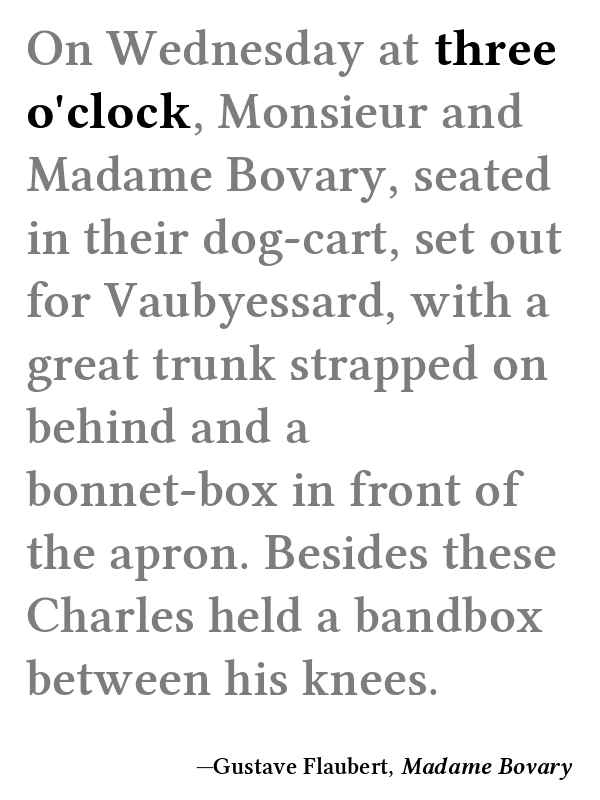 On Wednesday at three
o'clock, Monsieur and
Madame Bovary, seated
in their dog-cart, set out
for Vaubyessard, with a
great trunk strapped on
behind and a
bonnet-box in front of
the apron. Besides these
Charles held a bandbox
between his knees.
—Gustave Flaubert, Madame Bovary